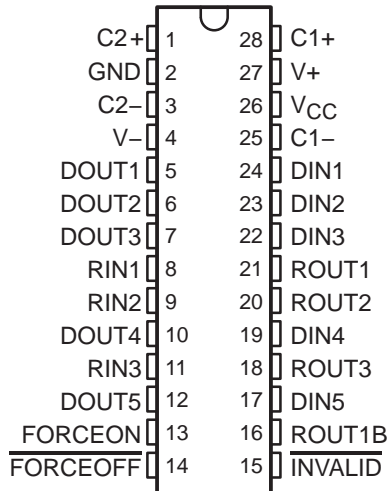 C2+ 1 28 C1+
GND 2 27 V+
C2− 3 26 VCC
V− 4 25 C1−
DOUT1 5 24 DIN1
DOUT2 6 23 DIN2
DOUT3 7 22 DIN3
RIN1 8 21 ROUT1
RIN2 9 20 ROUT2
DOUT4 10 19 DIN4
RIN3 11 18 ROUT3
DOUT5 12 17 DIN5
FORCEON 13 16 ROUT1B
FORCEOFF 14 15 INVALID